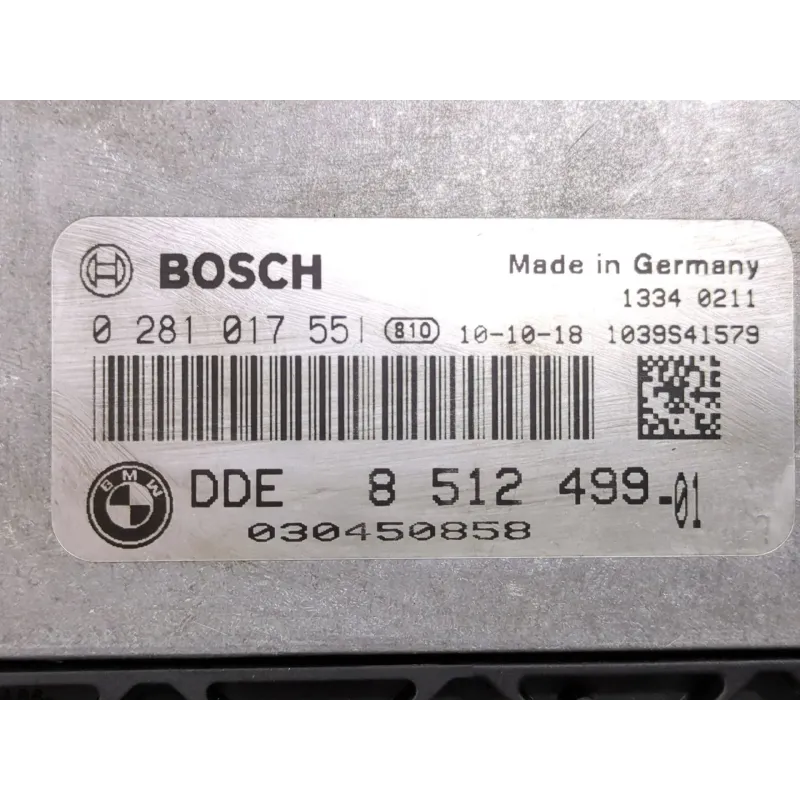 BOSCH Made in Germany
1334 0211
0 281 017 551 810 10-10-18 1039S41579
BMW DDE 8 512 499-01
030450858